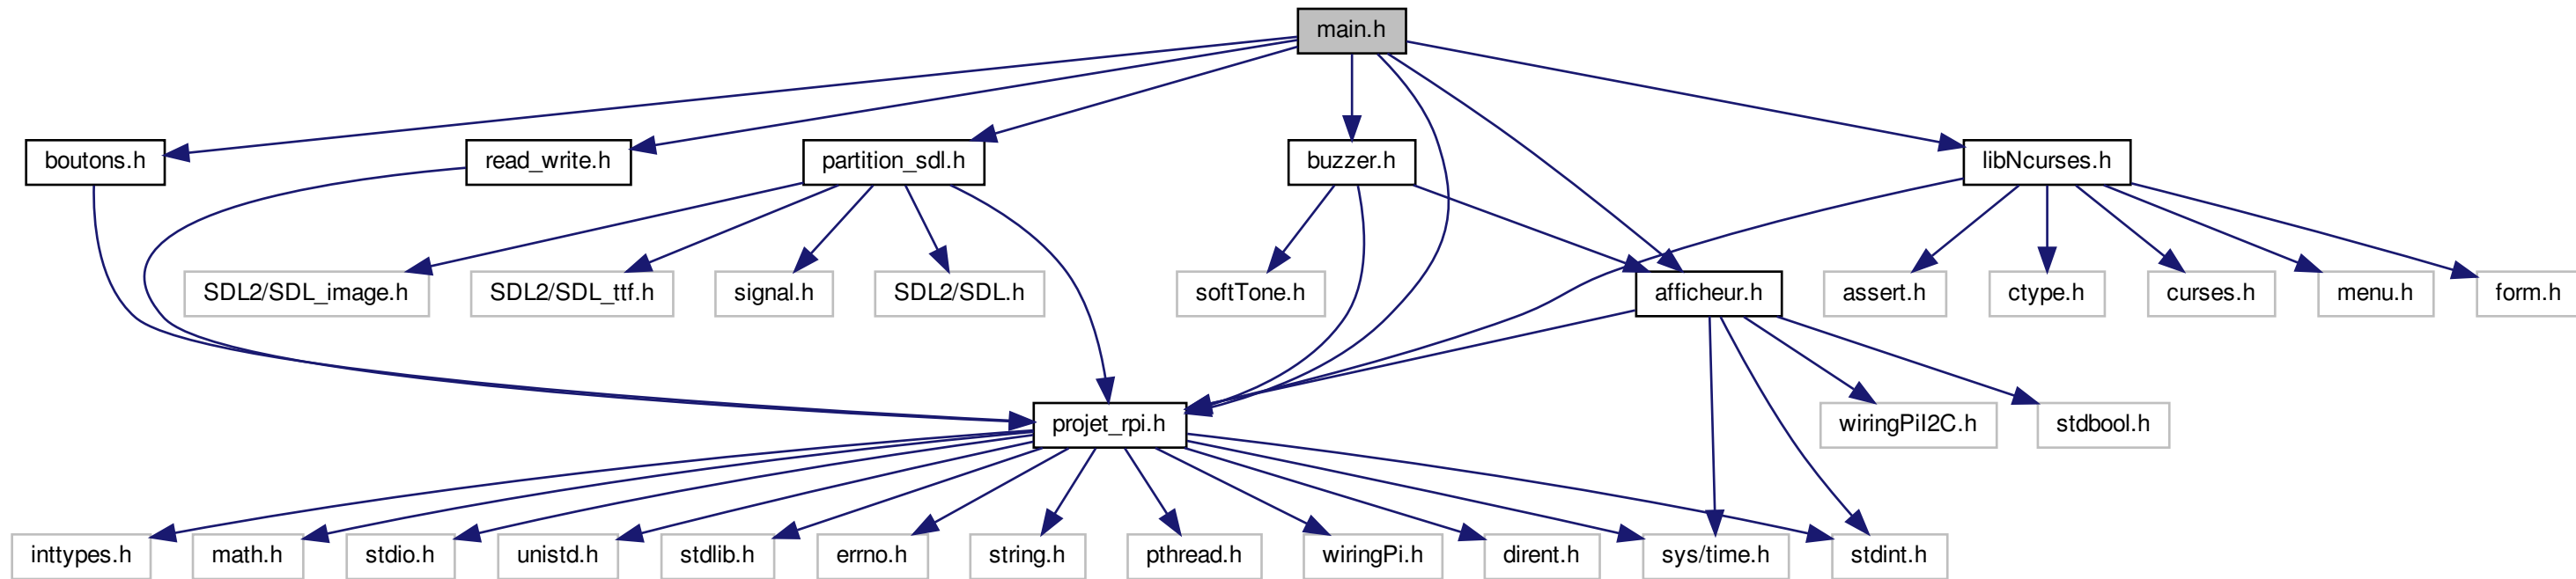 main.h
boutons.h
read_write.h
partition_sdl.h
buzzer.h
libNcurses.h
SDL2/SDL_image.h
SDL2/SDL_ttf.h
signal.h
SDL2/SDL.h
softTone.h
afficheur.h
assert.h
ctype.h
curses.h
menu.h
form.h
projet_rpi.h
wiringPiI2C.h
stdbool.h
inttypes.h
math.h
stdio.h
unistd.h
stdlib.h
errno.h
string.h
pthread.h
wiringPi.h
dirent.h
sys/time.h
stdint.h